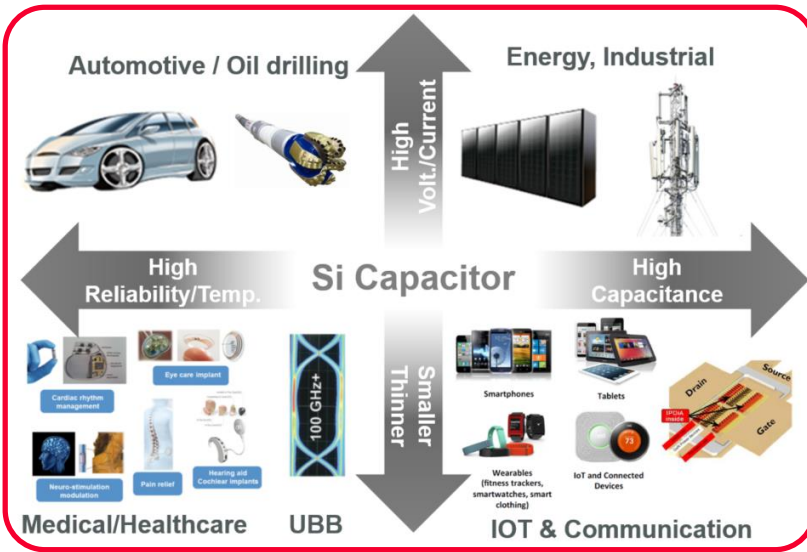 Automotive / Oil drilling
Energy, Industrial
High
Volt./Current
High
Reliability/Temp.
Si Capacitor
High
Capacitance
Smaller
Thinner
Cardiac rhythm
management
Eye care implant
Neuro-stimulation
modulation
Pain relief
Hearing aid
Cochlear implants
100 GHz+
Smartphones
Tablets
Wearables
(fitness trackers,
smartwatches, smart
clothing)
73
IoT and Connected
Devices
Source
Drain
IPDiA
inside
Gate
Medical/Healthcare
UBB
IOT & Communication